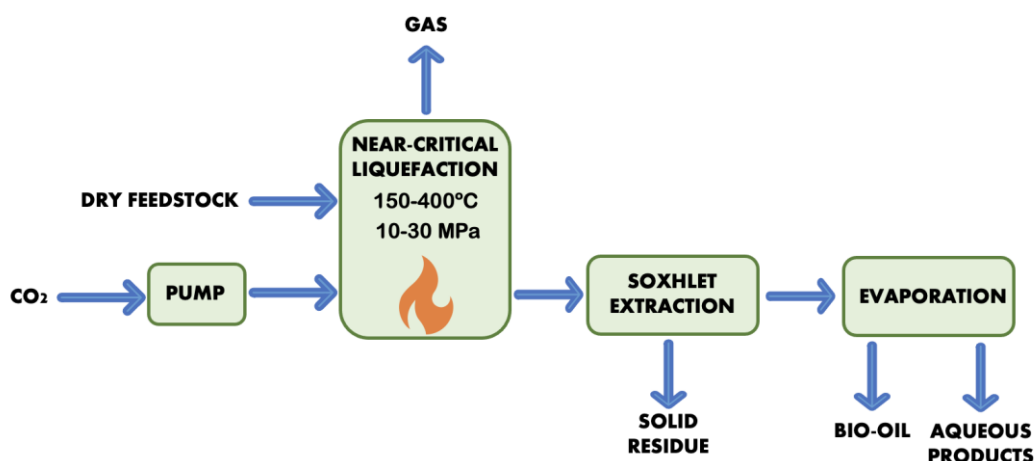 GAS
NEAR-CRITICAL
LIQUEFACTION
150-400ºC
10-30 MPa
DRY FEEDSTOCK
CO₂
PUMP
SOXHLET
EXTRACTION
EVAPORATION
SOLID
RESIDUE
BIO-OIL
AQUEOUS
PRODUCTS